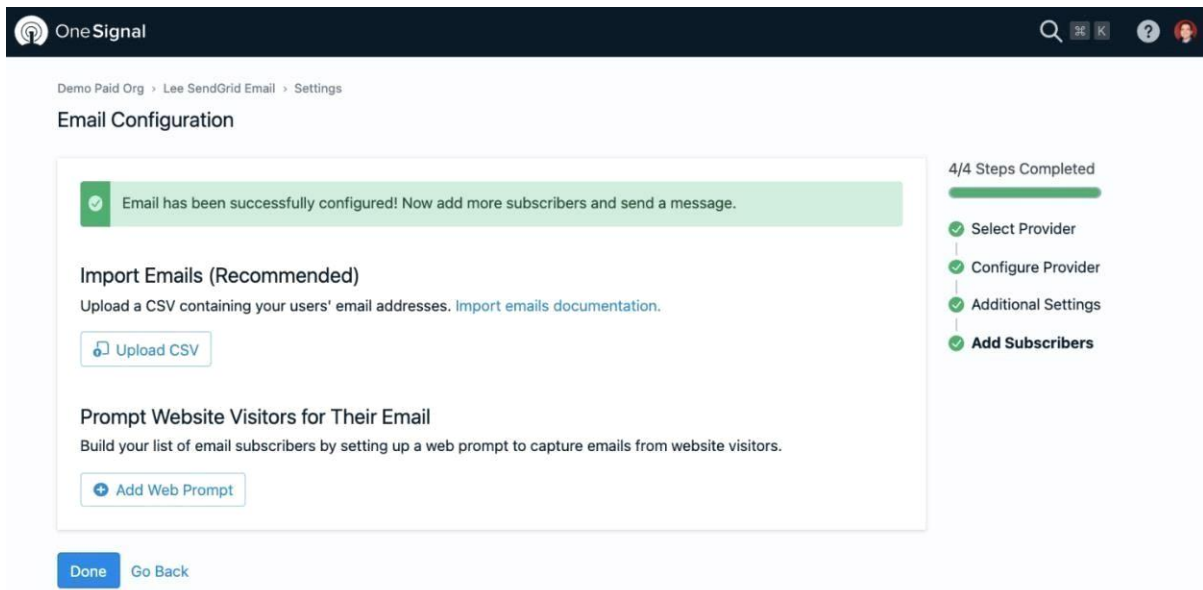 OneSignal
⌘ K
?
Demo Paid Org › Lee SendGrid Email › Settings
Email Configuration
Email has been successfully configured! Now add more subscribers and send a message.
Import Emails (Recommended)
Upload a CSV containing your users' email addresses. Import emails documentation.
Upload CSV
Prompt Website Visitors for Their Email
Build your list of email subscribers by setting up a web prompt to capture emails from website visitors.
Add Web Prompt
Done Go Back
4/4 Steps Completed
Select Provider
Configure Provider
Additional Settings
Add Subscribers